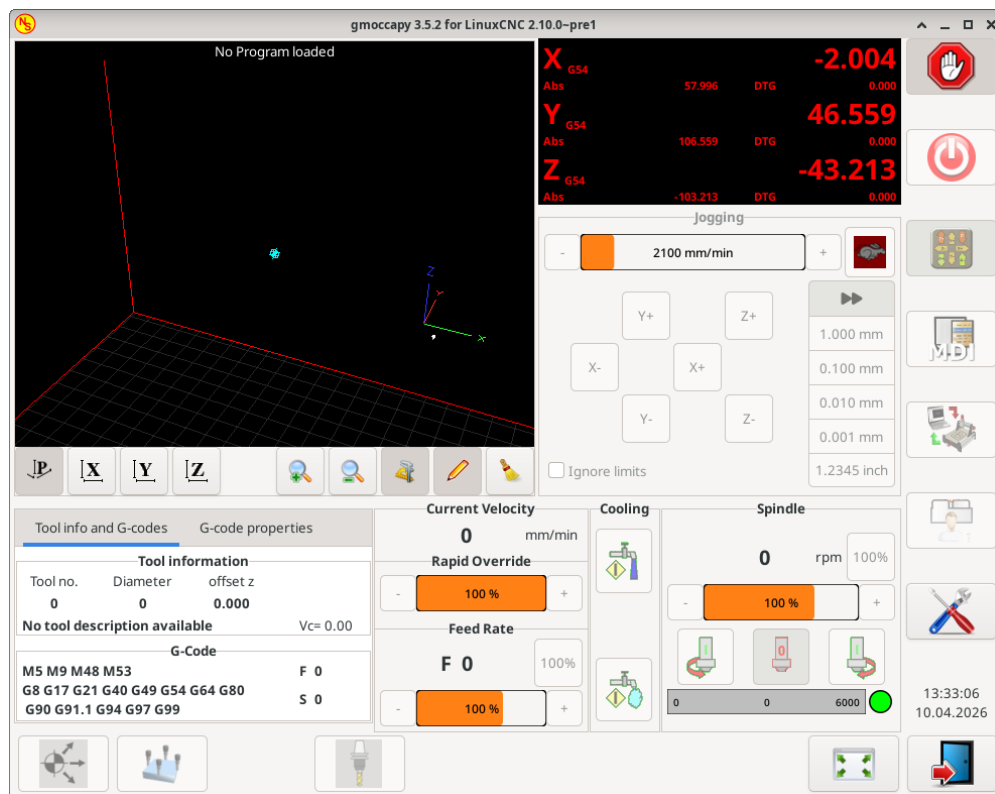 NS gmoccapy 3.5.2 for LinuxCNC 2.10.0~pre1
No Program loaded
Z
Y
X
X G54 -2.004
Abs 57.996 DTG 0.000
Y G54 46.559
Abs 106.559 DTG 0.000
Z G54 -43.213
Abs -103.213 DTG 0.000
Jogging
- 2100 mm/min +
Y+ Z+
X- X+
Y- Z-
1.000 mm
0.100 mm
0.010 mm
0.001 mm
1.2345 inch
Ignore limits
MDI
P X Y Z
Tool info and G-codes G-code properties
Tool information
Tool no. Diameter offset z
0 0 0.000
No tool description available Vc= 0.00
G-Code
M5 M9 M48 M53
G8 G17 G21 G40 G49 G54 G64 G80
G90 G91.1 G94 G97 G99
F 0
S 0
Current Velocity
0 mm/min
Rapid Override
- 100 % +
Feed Rate
F 0 100%
- 100 % +
Cooling
Spindle
0 rpm 100%
- 100 % +
I 0 I
0 0 6000
13:33:06
10.04.2026